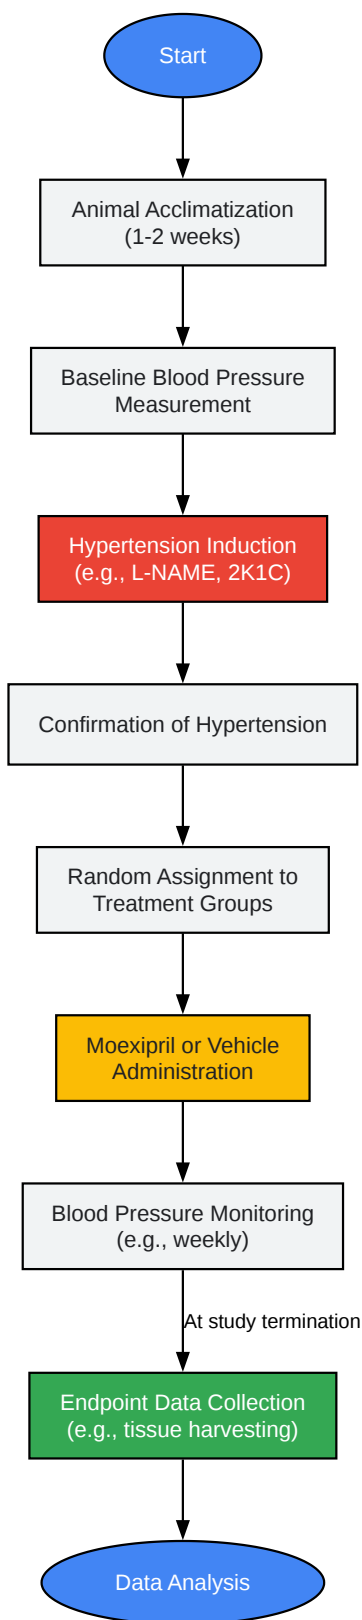 Start
Animal Acclimatization
(1-2 weeks)
Baseline Blood Pressure
Measurement
Hypertension Induction
(e.g., L-NAME, 2K1C)
Confirmation of Hypertension
Random Assignment to
Treatment Groups
Moexipril or Vehicle
Administration
Blood Pressure Monitoring
(e.g., weekly)
At study termination
Endpoint Data Collection
(e.g., tissue harvesting)
Data Analysis